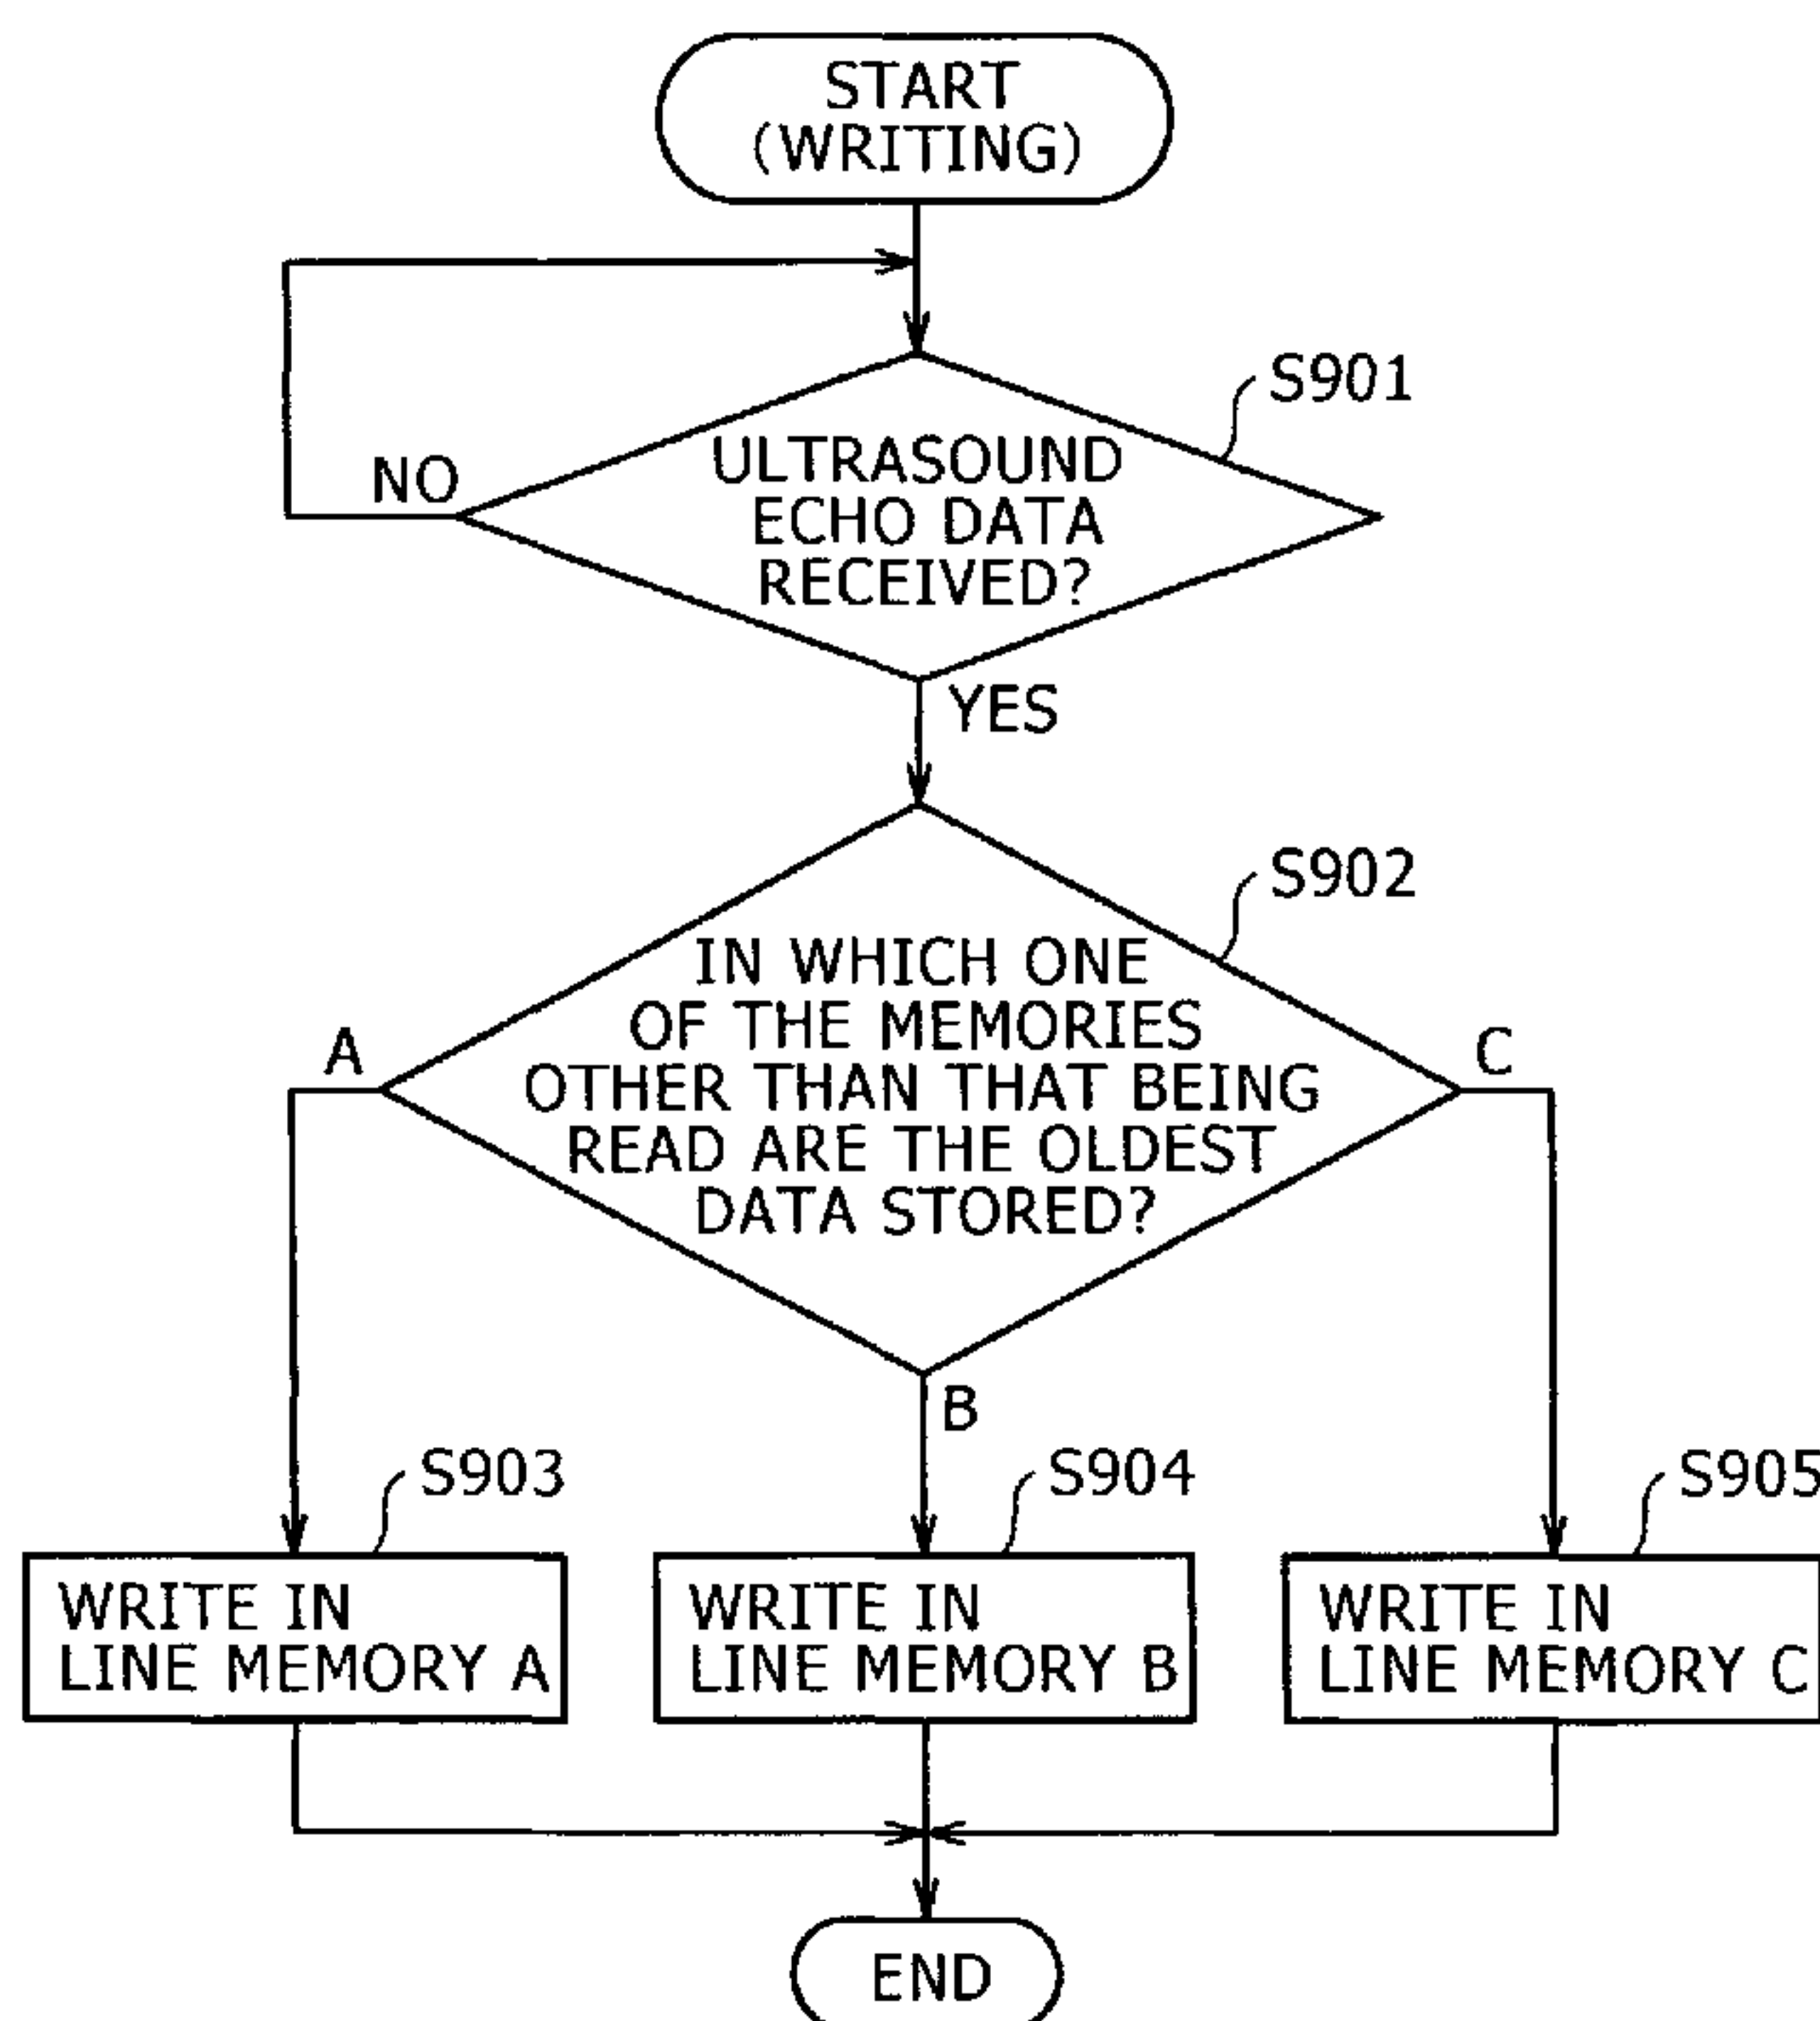 START
(WRITING)
S901
ULTRASOUND
ECHO DATA
RECEIVED?
NO
YES
S902
IN WHICH ONE
OF THE MEMORIES
OTHER THAN THAT BEING
READ ARE THE OLDEST
DATA STORED?
A
C
B
S903
S904
S905
WRITE IN
LINE MEMORY A
WRITE IN
LINE MEMORY B
WRITE IN
LINE MEMORY C
END